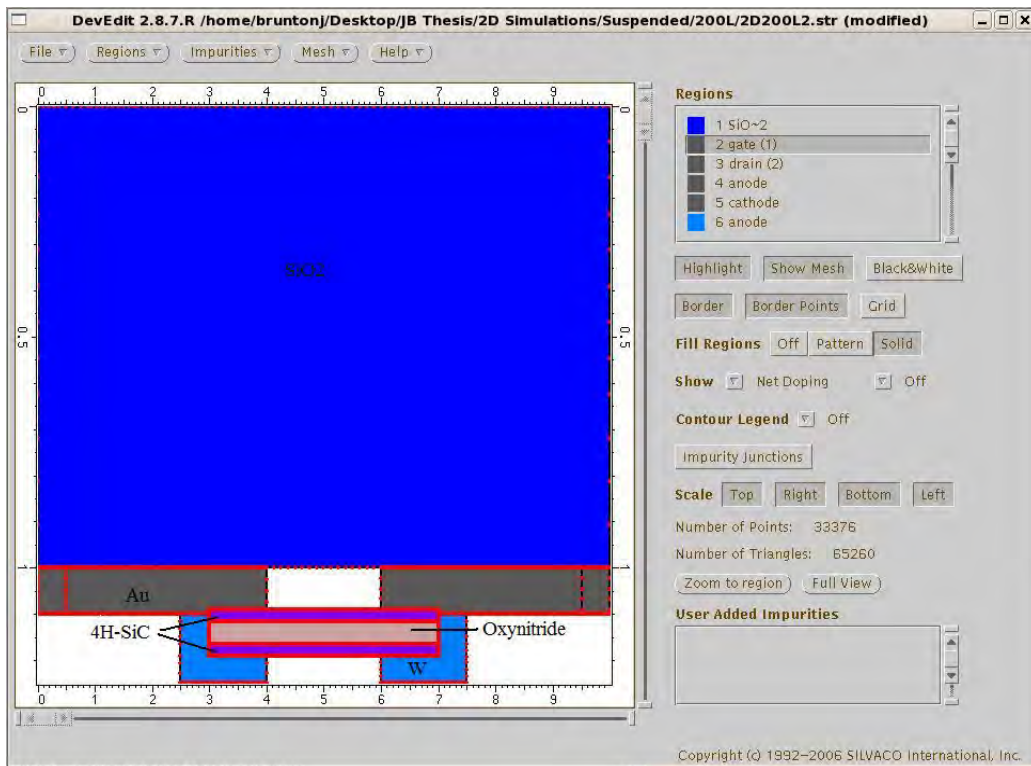 DevEdit 2.8.7.R /home/bruntonj/Desktop/JB Thesis/2D Simulations/Suspended/200L/2D200L2.str (modified)
File Regions Impurities Mesh Help
0 1 2 3 4 5 6 7 8 9
0 0
SiO2
0.5 0.5
1 1
Au
4H-SiC Oxynitride
W
0 1 2 3 4 5 6 7 8 9
Regions
1 SiO~2
2 gate (1)
3 drain (2)
4 anode
5 cathode
6 anode
Highlight Show Mesh Black&White
Border Border Points Grid
Fill Regions Off Pattern Solid
Show Net Doping Off
Contour Legend Off
Impurity Junctions
Scale Top Right Bottom Left
Number of Points: 33376
Number of Triangles: 65260
Zoom to region Full View
User Added Impurities
Copyright (c) 1992-2006 SILVACO International, Inc.